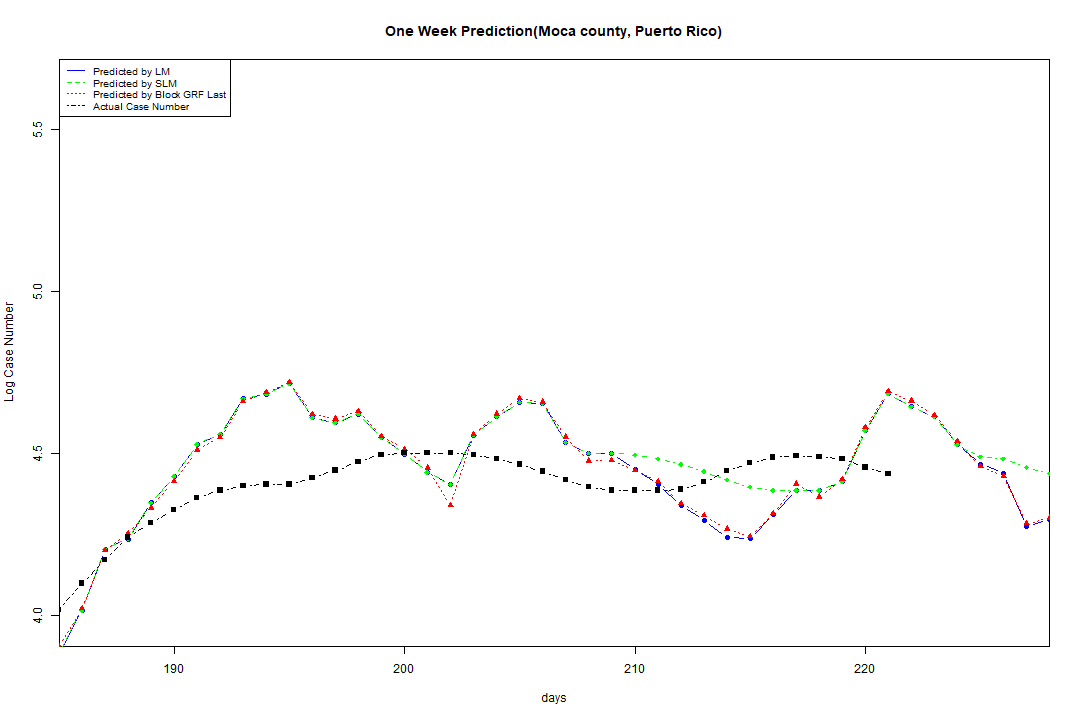 One Week Prediction(Moca county, Puerto Rico)
Predicted by LM
Predicted by SLM
Predicted by Block GRF Last
Actual Case Number
5.5
5.0
4.5
4.0
Log Case Number
190 200 210 220
days